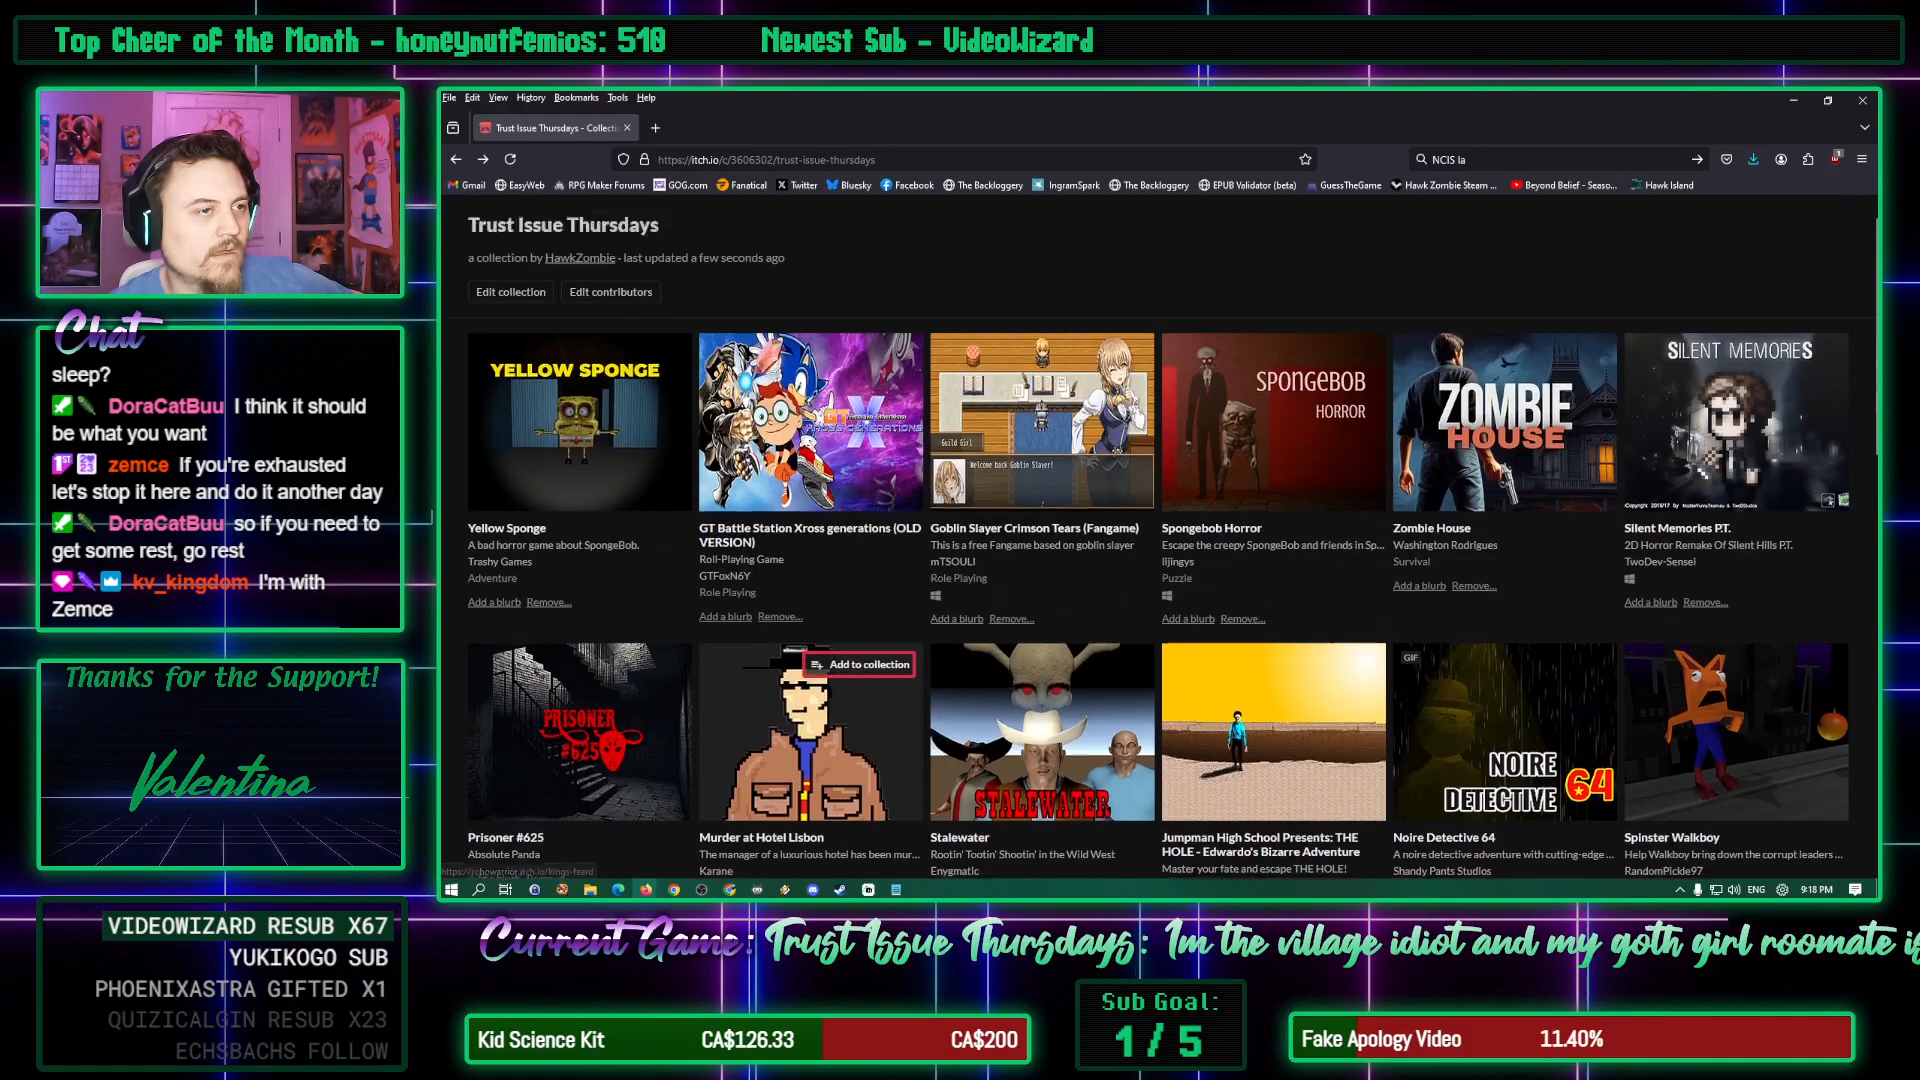 Top Cheer of the Month - honeynutfemios: 510
Newest Sub - VideoWizard
File Edit View History Bookmarks Tools Help
Trust Issue Thursdays - Collecti
https://itch.io/c/3606302/trust-issue-thursdays
NCIS la
Gmail EasyWeb RPG Maker Forums GOG.com Fanatical Twitter Bluesky Facebook The Backloggery IngramSpark The Backloggery EPUB Validator (beta) GuessTheGame Hawk Zombie Steam ... Beyond Belief - Seaso... Hawk Island
Trust Issue Thursdays
a collection by HawkZombie · last updated a few seconds ago
Edit collection
Edit contributors
YELLOW SPONGE
Guild Girl
Welcome back Goblin Slayer!
SPONGEBOB
HORROR
ZOMBIE
HOUSE
SILENT MEMORIES
Yellow Sponge
A bad horror game about SpongeBob.
Trashy Games
Adventure
Add a blurb Remove...
GT Battle Station Xross generations (OLD
VERSION)
Roll-Playing Game
GTFoxN6Y
Role Playing
Add a blurb Remove...
Goblin Slayer Crimson Tears (Fangame)
This is a free Fangame based on goblin slayer
mTSOULI
Role Playing
Add a blurb Remove...
Spongebob Horror
Escape the creepy SpongeBob and friends in Sp...
lijingys
Puzzle
Add a blurb Remove...
Zombie House
Washington Rodrigues
Survival
Add a blurb Remove...
Silent Memories P.T.
2D Horror Remake Of Silent Hills P.T.
TwoDev-Sensei
Add a blurb Remove...
PRISONER
#625
Add to collection
STALEWATER
GIF
NOIRE
DETECTIVE 64
Prisoner #625
Absolute Panda
Murder at Hotel Lisbon
The manager of a luxurious hotel has been mur...
Karane
Stalewater
Rootin' Tootin' Shootin' in the Wild West
Enygmatic
Jumpman High School Presents: THE
HOLE - Edwardo's Bizarre Adventure
Master your fate and escape THE HOLE!
Noire Detective 64
A noire detective adventure with cutting-edge ...
Shandy Pants Studios
Spinster Walkboy
Help Walkboy bring down the corrupt leaders ...
RandomPickle97
ENG
9:18 PM
Chat
sleep?
DoraCatBuu I think it should
be what you want
zemce If you're exhausted
let's stop it here and do it another day
DoraCatBuu so if you need to
get some rest, go rest
kv_kingdom I'm with
Zemce
Thanks for the Support!
Valentina
VIDEOWIZARD RESUB X67
YUKIKOGO SUB
PHOENIXASTRA GIFTED X1
QUIZICALGIN RESUB X23
ECHSBACHS FOLLOW
Current Game: Trust Issue Thursdays: Im the village idiot and my goth girl roomate is
Kid Science Kit CA$126.33 CA$200
Sub Goal:
1 / 5
Fake Apology Video 11.40%